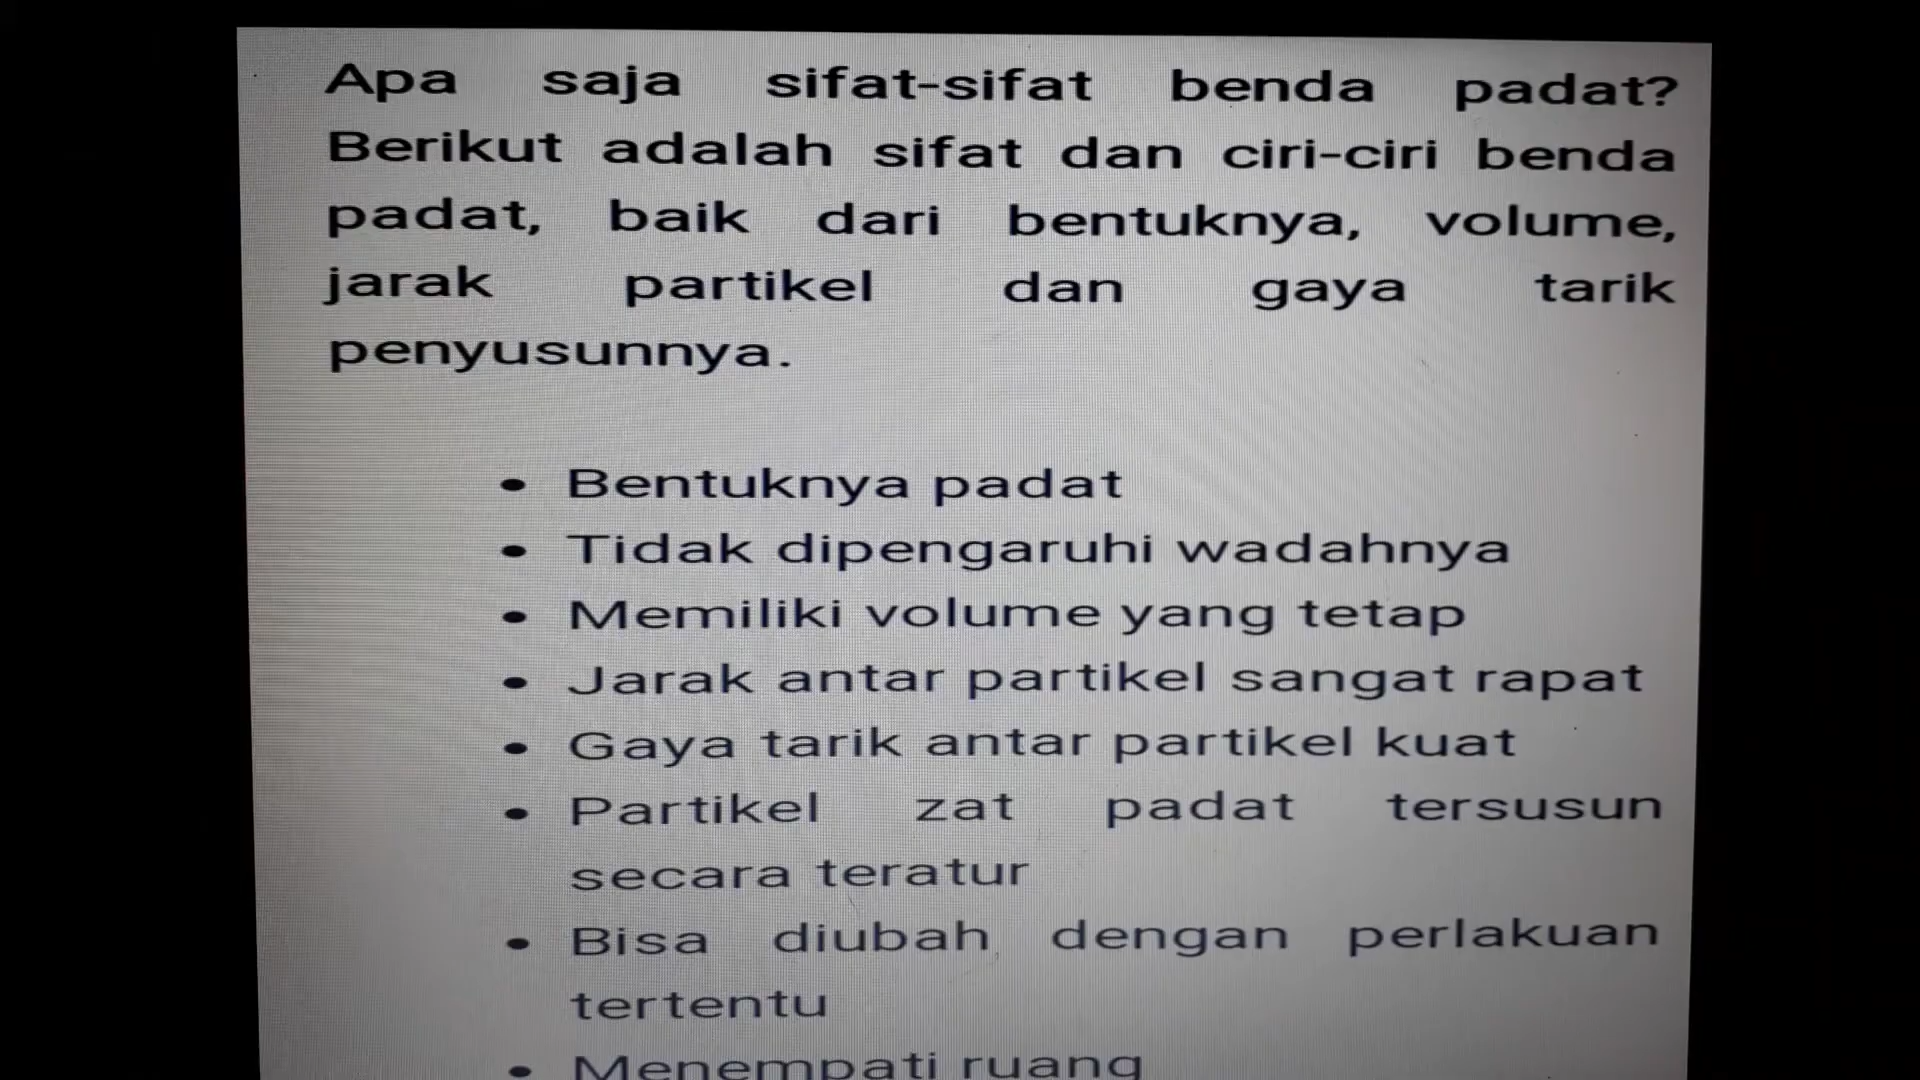 Apa saja sifat-sifat benda padat?
Berikut adalah sifat dan ciri-ciri benda
padat, baik dari bentuknya, volume,
jarak partikel dan gaya tarik
penyusunnya.
• Bentuknya padat
• Tidak dipengaruhi wadahnya
• Memiliki volume yang tetap
• Jarak antar partikel sangat rapat
• Gaya tarik antar partikel kuat
• Partikel zat padat tersusun
secara teratur
• Bisa diubah dengan perlakuan
tertentu
• Menempati ruang